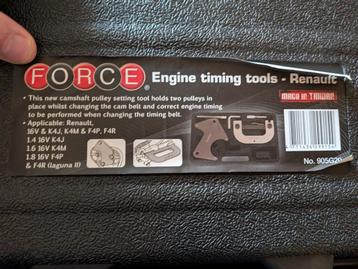 FORCE® Engine timing tools - Renault
• This new camshaft pulley setting tool holds two pulleys in
place whilst changing the cam belt and correct engine timing
to be performed when changing the timing belt.
MADE IN TAIWAN
• Applicable: Renault,
16V & K4J, K4M & F4P, F4R
1.4 16V K4J
1.6 16V K4M
1.8 16V F4P
& F4R (laguna II)
No. 905G20